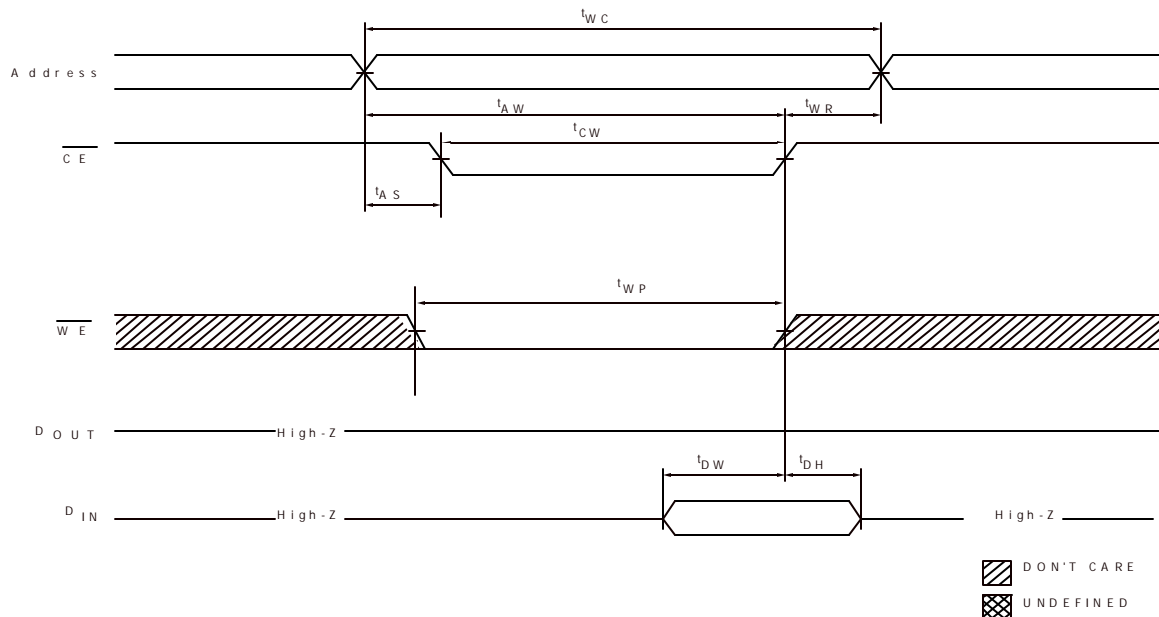 tWC
Address
tAW
tWR
tCW
CE
tAS
tWP
WE
DOUT
High-Z
tDW
tDH
DIN
High-Z
High-Z
DON'T CARE
UNDEFINED